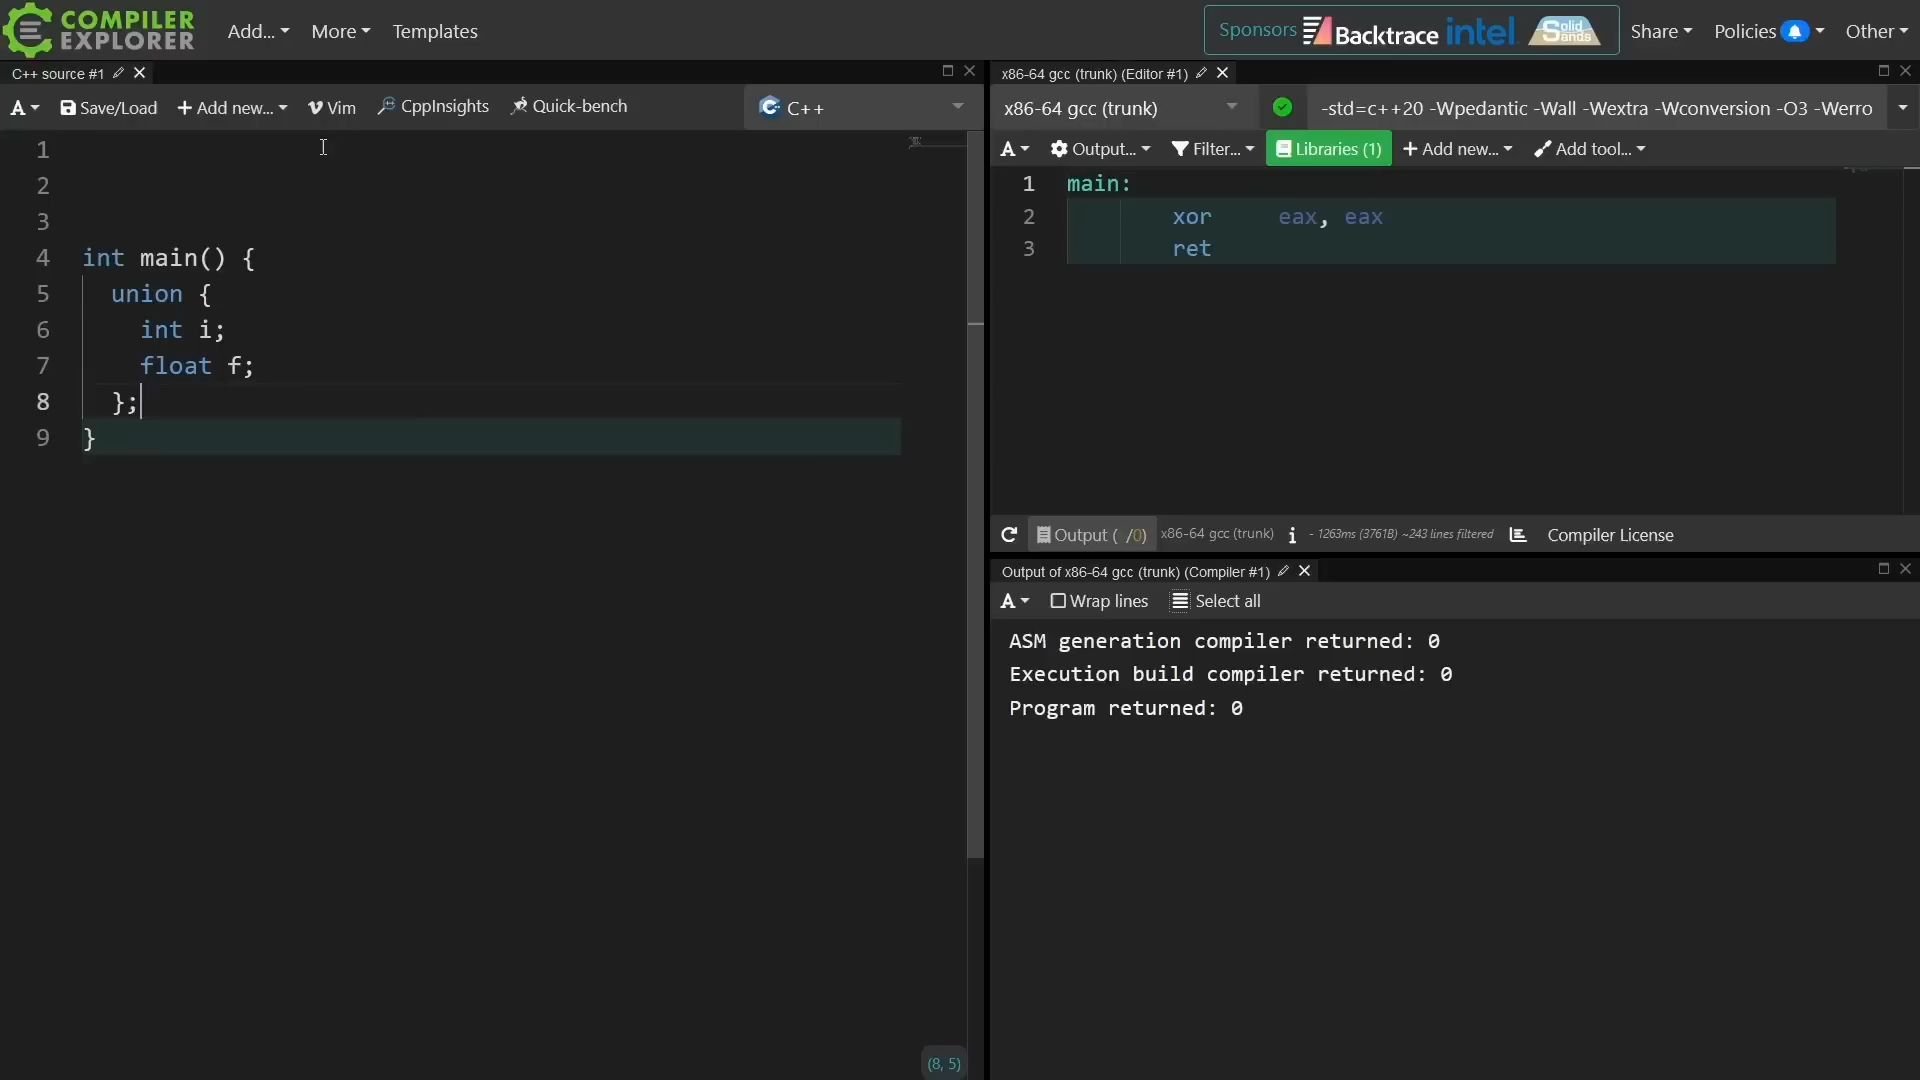 COMPILER EXPLORER Add... More Templates Sponsors Backtrace intel Solid Sands Share Policies Other
C++ source #1
A Save/Load + Add new... Vim CppInsights Quick-bench C++
1
2
3
4 int main() {
5 union {
6 int i;
7 float f;
8 };
9 }
(8, 5)
x86-64 gcc (trunk) (Editor #1)
x86-64 gcc (trunk) -std=c++20 -Wpedantic -Wall -Wextra -Wconversion -O3 -Werro
A Output... Filter... Libraries (1) + Add new... Add tool...
1 main:
2 xor eax, eax
3 ret
Output ( /0) x86-64 gcc (trunk) i - 1263ms (3761B) ~243 lines filtered Compiler License
Output of x86-64 gcc (trunk) (Compiler #1)
A Wrap lines Select all
ASM generation compiler returned: 0
Execution build compiler returned: 0
Program returned: 0